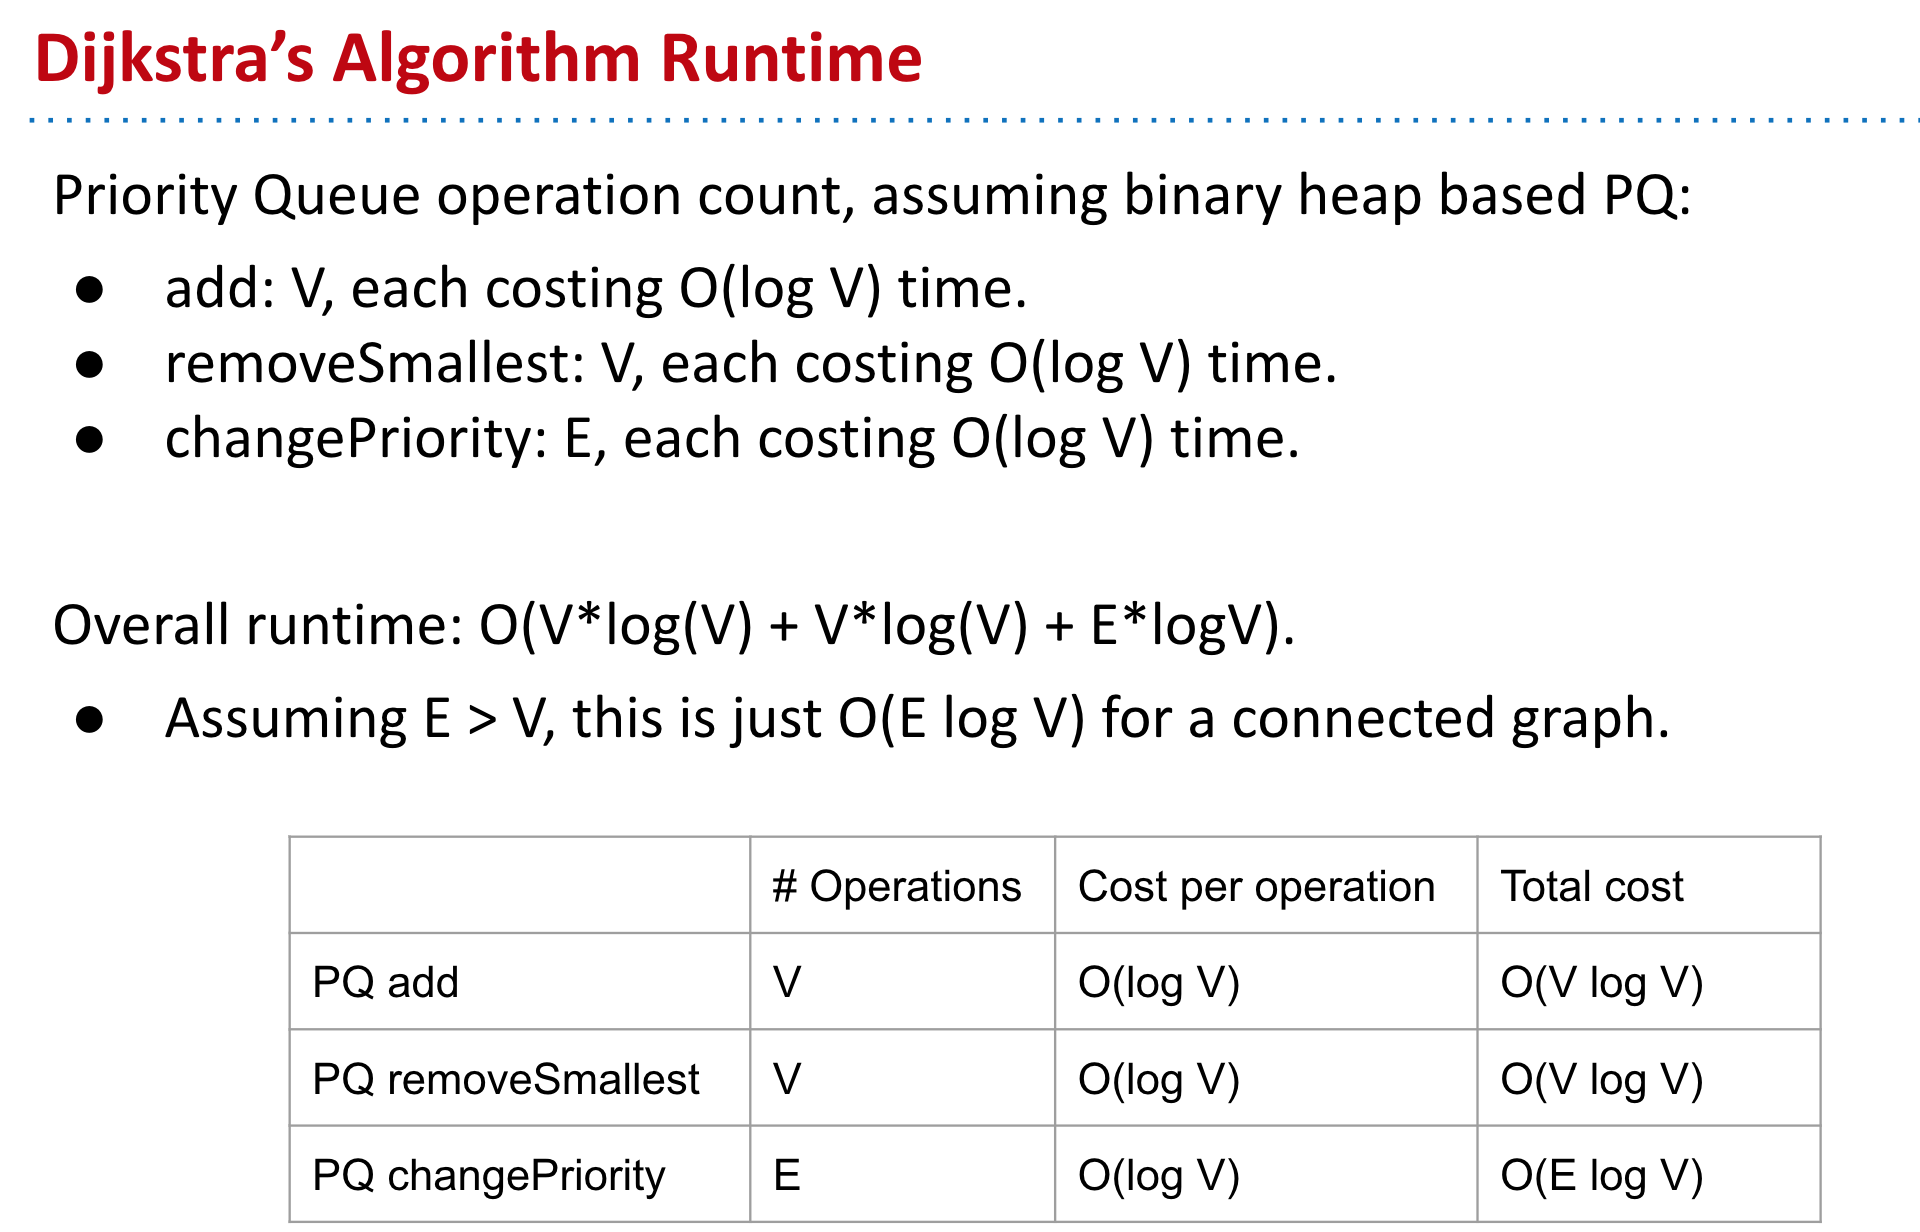 Dijkstra’s Algorithm Runtime
Priority Queue operation count, assuming binary heap based PQ:
● add: V, each costing O(log V) time.
● removeSmallest: V, each costing O(log V) time.
● changePriority: E, each costing O(log V) time.
Overall runtime: O(V*log(V) + V*log(V) + E*logV).
● Assuming E > V, this is just O(E log V) for a connected graph.
# Operations Cost per operation Total cost
PQ add V O(log V) O(V log V)
PQ removeSmallest V O(log V) O(V log V)
PQ changePriority E O(log V) O(E log V)